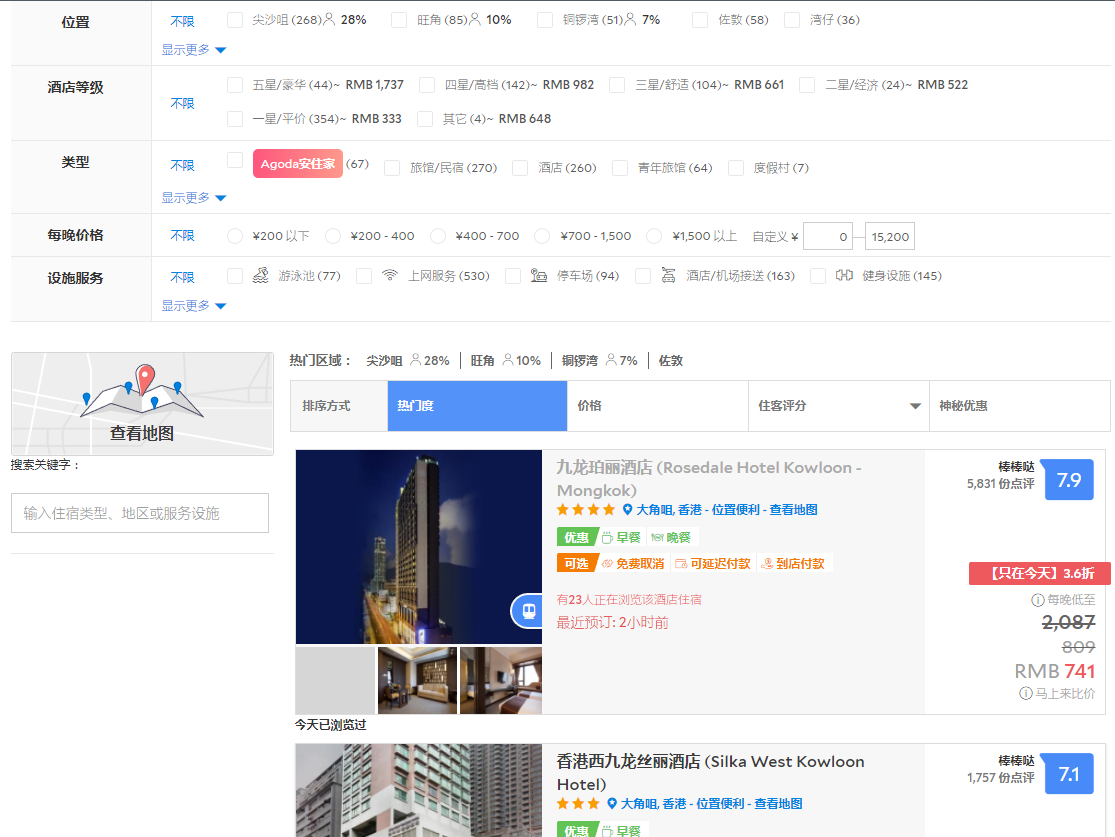 位置 不限 尖沙咀 (268) 28% 旺角 (85) 10% 铜锣湾 (51) 7% 佐敦 (58) 湾仔 (36)
显示更多
酒店等级 不限 五星/豪华 (44)~ RMB 1,737 四星/高档 (142)~ RMB 982 三星/舒适 (104)~ RMB 661 二星/经济 (24)~ RMB 522
一星/平价 (354)~ RMB 333 其它 (4)~ RMB 648
类型 不限 Agoda安住家 (67) 旅馆/民宿 (270) 酒店 (260) 青年旅馆 (64) 度假村 (7)
显示更多
每晚价格 不限 ¥200 以下 ¥200 - 400 ¥400 - 700 ¥700 - 1,500 ¥1,500 以上 自定义 ¥ 0 — 15,200
设施服务 不限 游泳池 (77) 上网服务 (530) 停车场 (94) 酒店/机场接送 (163) 健身设施 (145)
显示更多
查看地图
搜索关键字：
输入住宿类型、地区或服务设施
热门区域： 尖沙咀 28% 旺角 10% 铜锣湾 7% 佐敦
排序方式 热门度 价格 住客评分 神秘优惠
九龙珀丽酒店 (Rosedale Hotel Kowloon -
Mongkok)
大角咀, 香港 - 位置便利 - 查看地图
优惠 早餐 晚餐
可选 免费取消 可延迟付款 到店付款
有23人正在浏览该酒店住宿
最近预订: 2小时前
棒棒哒 7.9
5,831 份点评
【只在今天】3.6折
每晚低至
2,087
809
RMB 741
马上来比价
今天已浏览过
香港西九龙丝丽酒店 (Silka West Kowloon
Hotel)
大角咀, 香港 - 位置便利 - 查看地图
优惠 早餐
棒棒哒 7.1
1,757 份点评